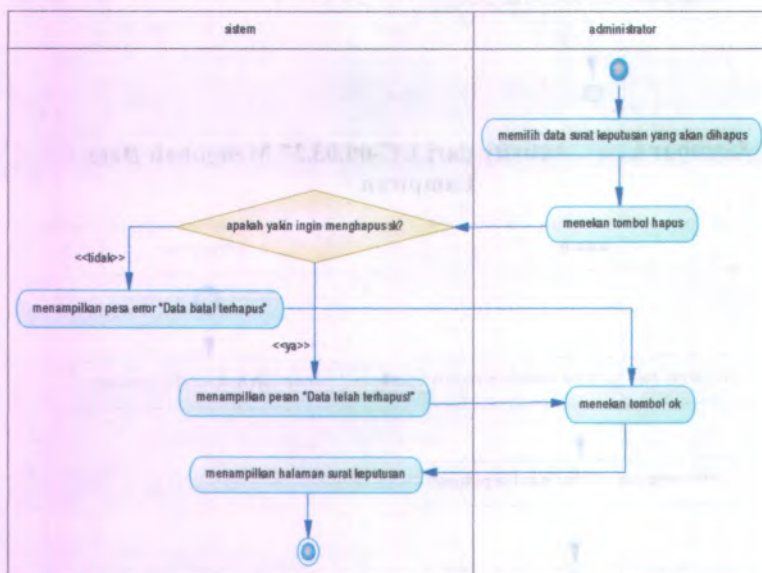 sistem
administrator
memilih data surat keputusan yang akan dihapus
menekan tombol hapus
apakah yakin ingin menghapus sk?
<<tidak>>
menampilkan pesa error "Data batal terhapus"
<<ya>>
menampilkan pesan "Data telah terhapus!"
menekan tombol ok
menampilkan halaman surat keputusan